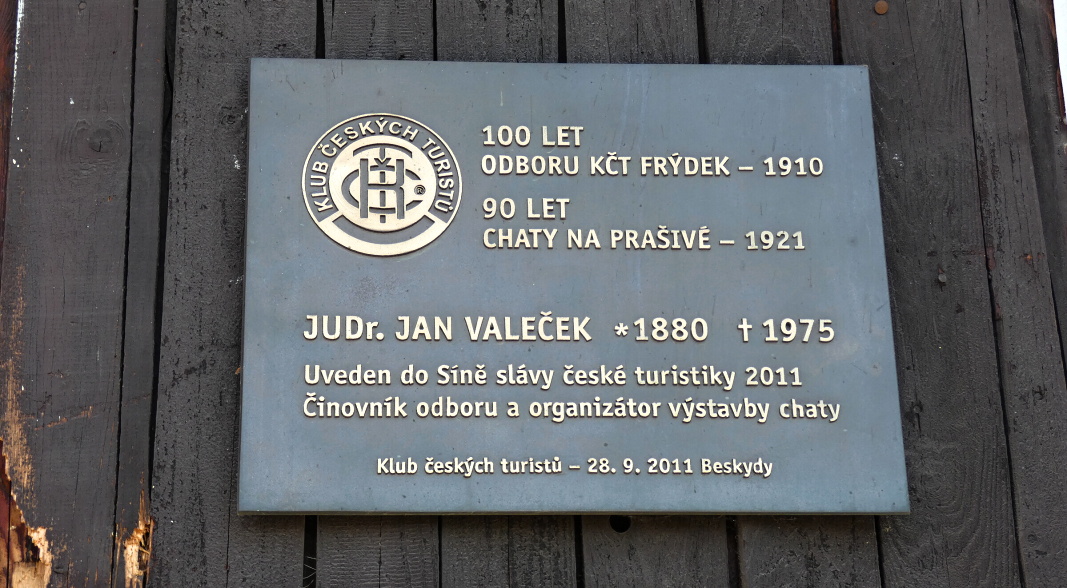 KLUB ČESKÝCH TURISTŮ
KČT
®
100 LET
ODBORU KČT FRÝDEK – 1910
90 LET
CHATY NA PRAŠIVÉ – 1921
JUDr. JAN VALEČEK *1880 †1975
Uveden do Síně slávy české turistiky 2011
Činovník odboru a organizátor výstavby chaty
Klub českých turistů – 28. 9. 2011 Beskydy